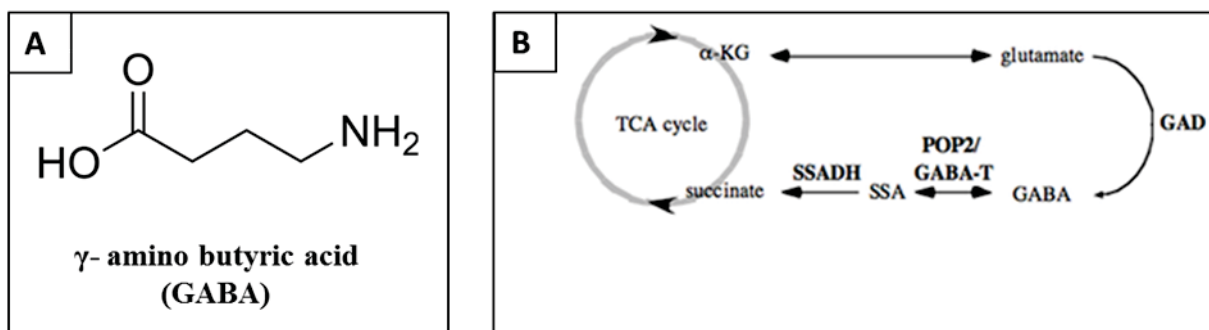 A
O
HO
NH2
γ- amino butyric acid
(GABA)
B
α-KG
glutamate
TCA cycle
GAD
POP2/
SSADH
GABA-T
succinate
SSA
GABA